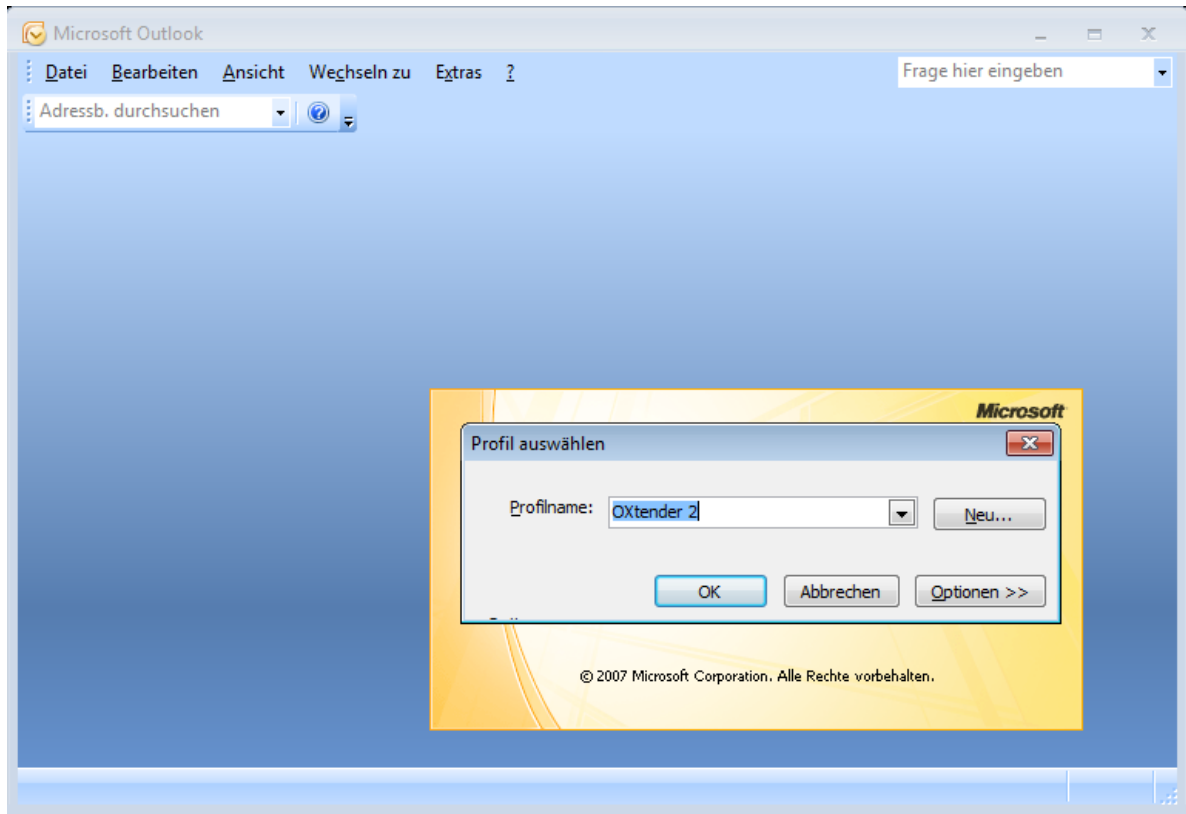 Microsoft Outlook
Datei Bearbeiten Ansicht Wechseln zu Extras ? Frage hier eingeben
Adressb. durchsuchen
Microsoft
Profil auswählen
Profilname: OXtender 2 Neu...
OK Abbrechen Optionen >>
© 2007 Microsoft Corporation. Alle Rechte vorbehalten.